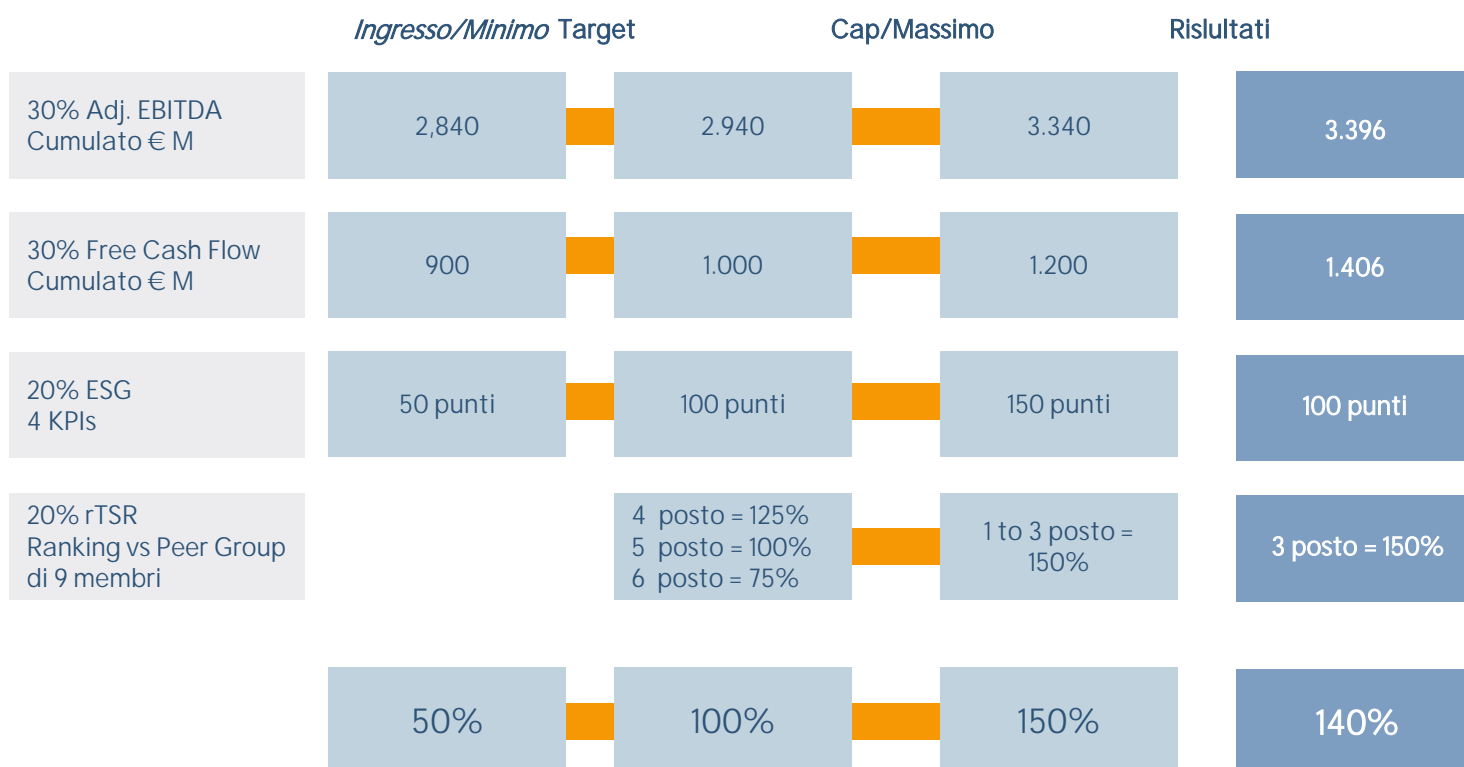 Ingresso/Minimo Target Cap/Massimo Rislultati
30% Adj. EBITDA
Cumulato € M
2,840
2.940
3.340
3.396
30% Free Cash Flow
Cumulato € M
900
1.000
1.200
1.406
20% ESG
4 KPIs
50 punti
100 punti
150 punti
100 punti
20% rTSR
Ranking vs Peer Group
di 9 membri
4 posto = 125%
5 posto = 100%
6 posto = 75%
1 to 3 posto =
150%
3 posto = 150%
50%
100%
150%
140%